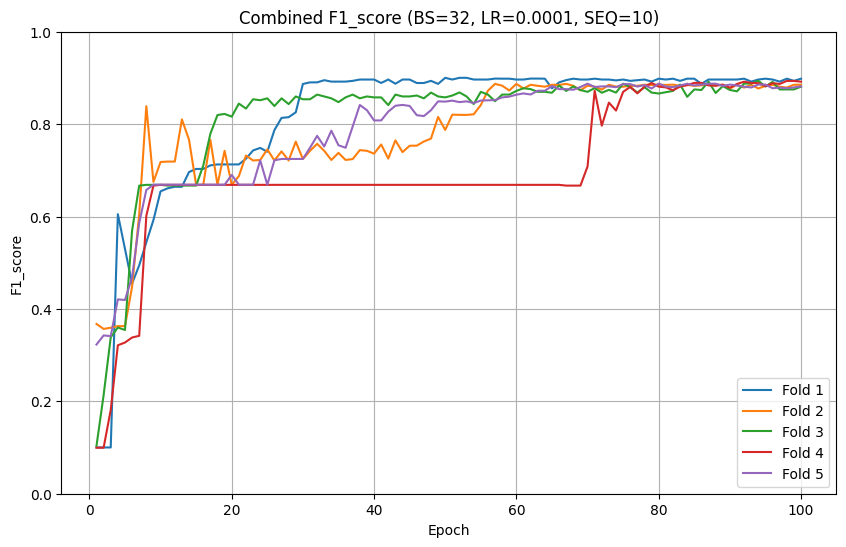 Combined F1_score (BS=32, LR=0.0001, SEQ=10)
F1_score
1.0
0.8
0.6
0.4
0.2
0.0
0
20
40
60
80
100
Epoch
Fold 1
Fold 2
Fold 3
Fold 4
Fold 5